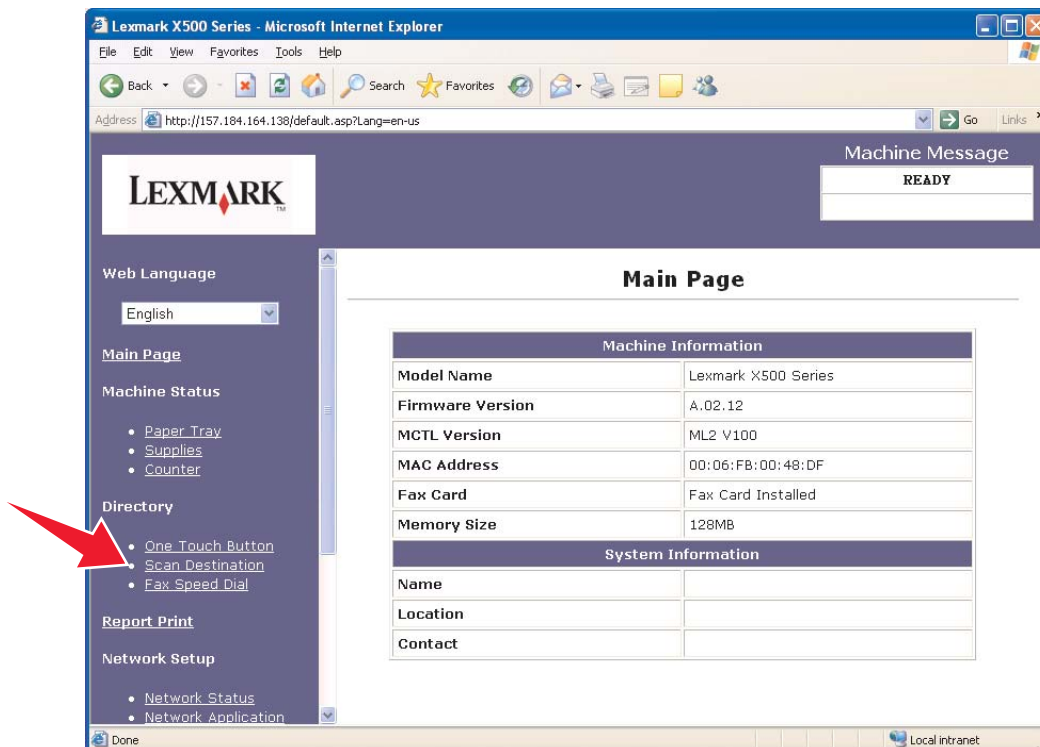 Lexmark X500 Series - Microsoft Internet Explorer
File Edit View Favorites Tools Help
Back Search Favorites
Address http://157.184.164.138/default.asp?Lang=en-us Go Links
LEXMARK TM
Machine Message
READY
Web Language
English
Main Page
Machine Status
Paper Tray
Supplies
Counter
Directory
One Touch Button
Scan Destination
Fax Speed Dial
Report Print
Network Setup
Network Status
Network Application
Main Page
Machine Information
Model Name Lexmark X500 Series
Firmware Version A.02.12
MCTL Version ML2 V100
MAC Address 00:06:FB:00:48:DF
Fax Card Fax Card Installed
Memory Size 128MB
System Information
Name
Location
Contact
Done Local intranet